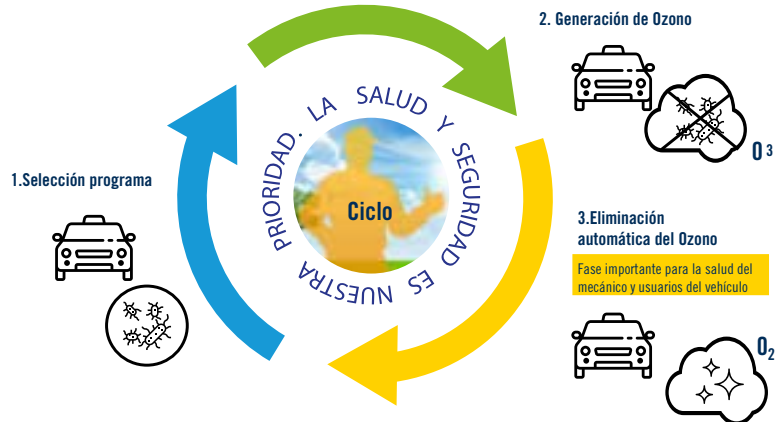 1.Selección programa
2. Generación de Ozono
O3
3.Eliminación
automática del Ozono
Fase importante para la salud del
mecánico y usuarios del vehículo
O2
LA SALUD Y SEGURIDAD ES NUESTRA PRIORIDAD.
Ciclo